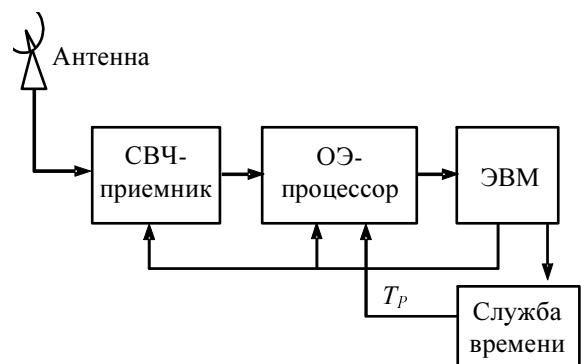 Антенна
СВЧ-
приемник
ОЭ-
процессор
ЭВМ
T_P
Служба
времени